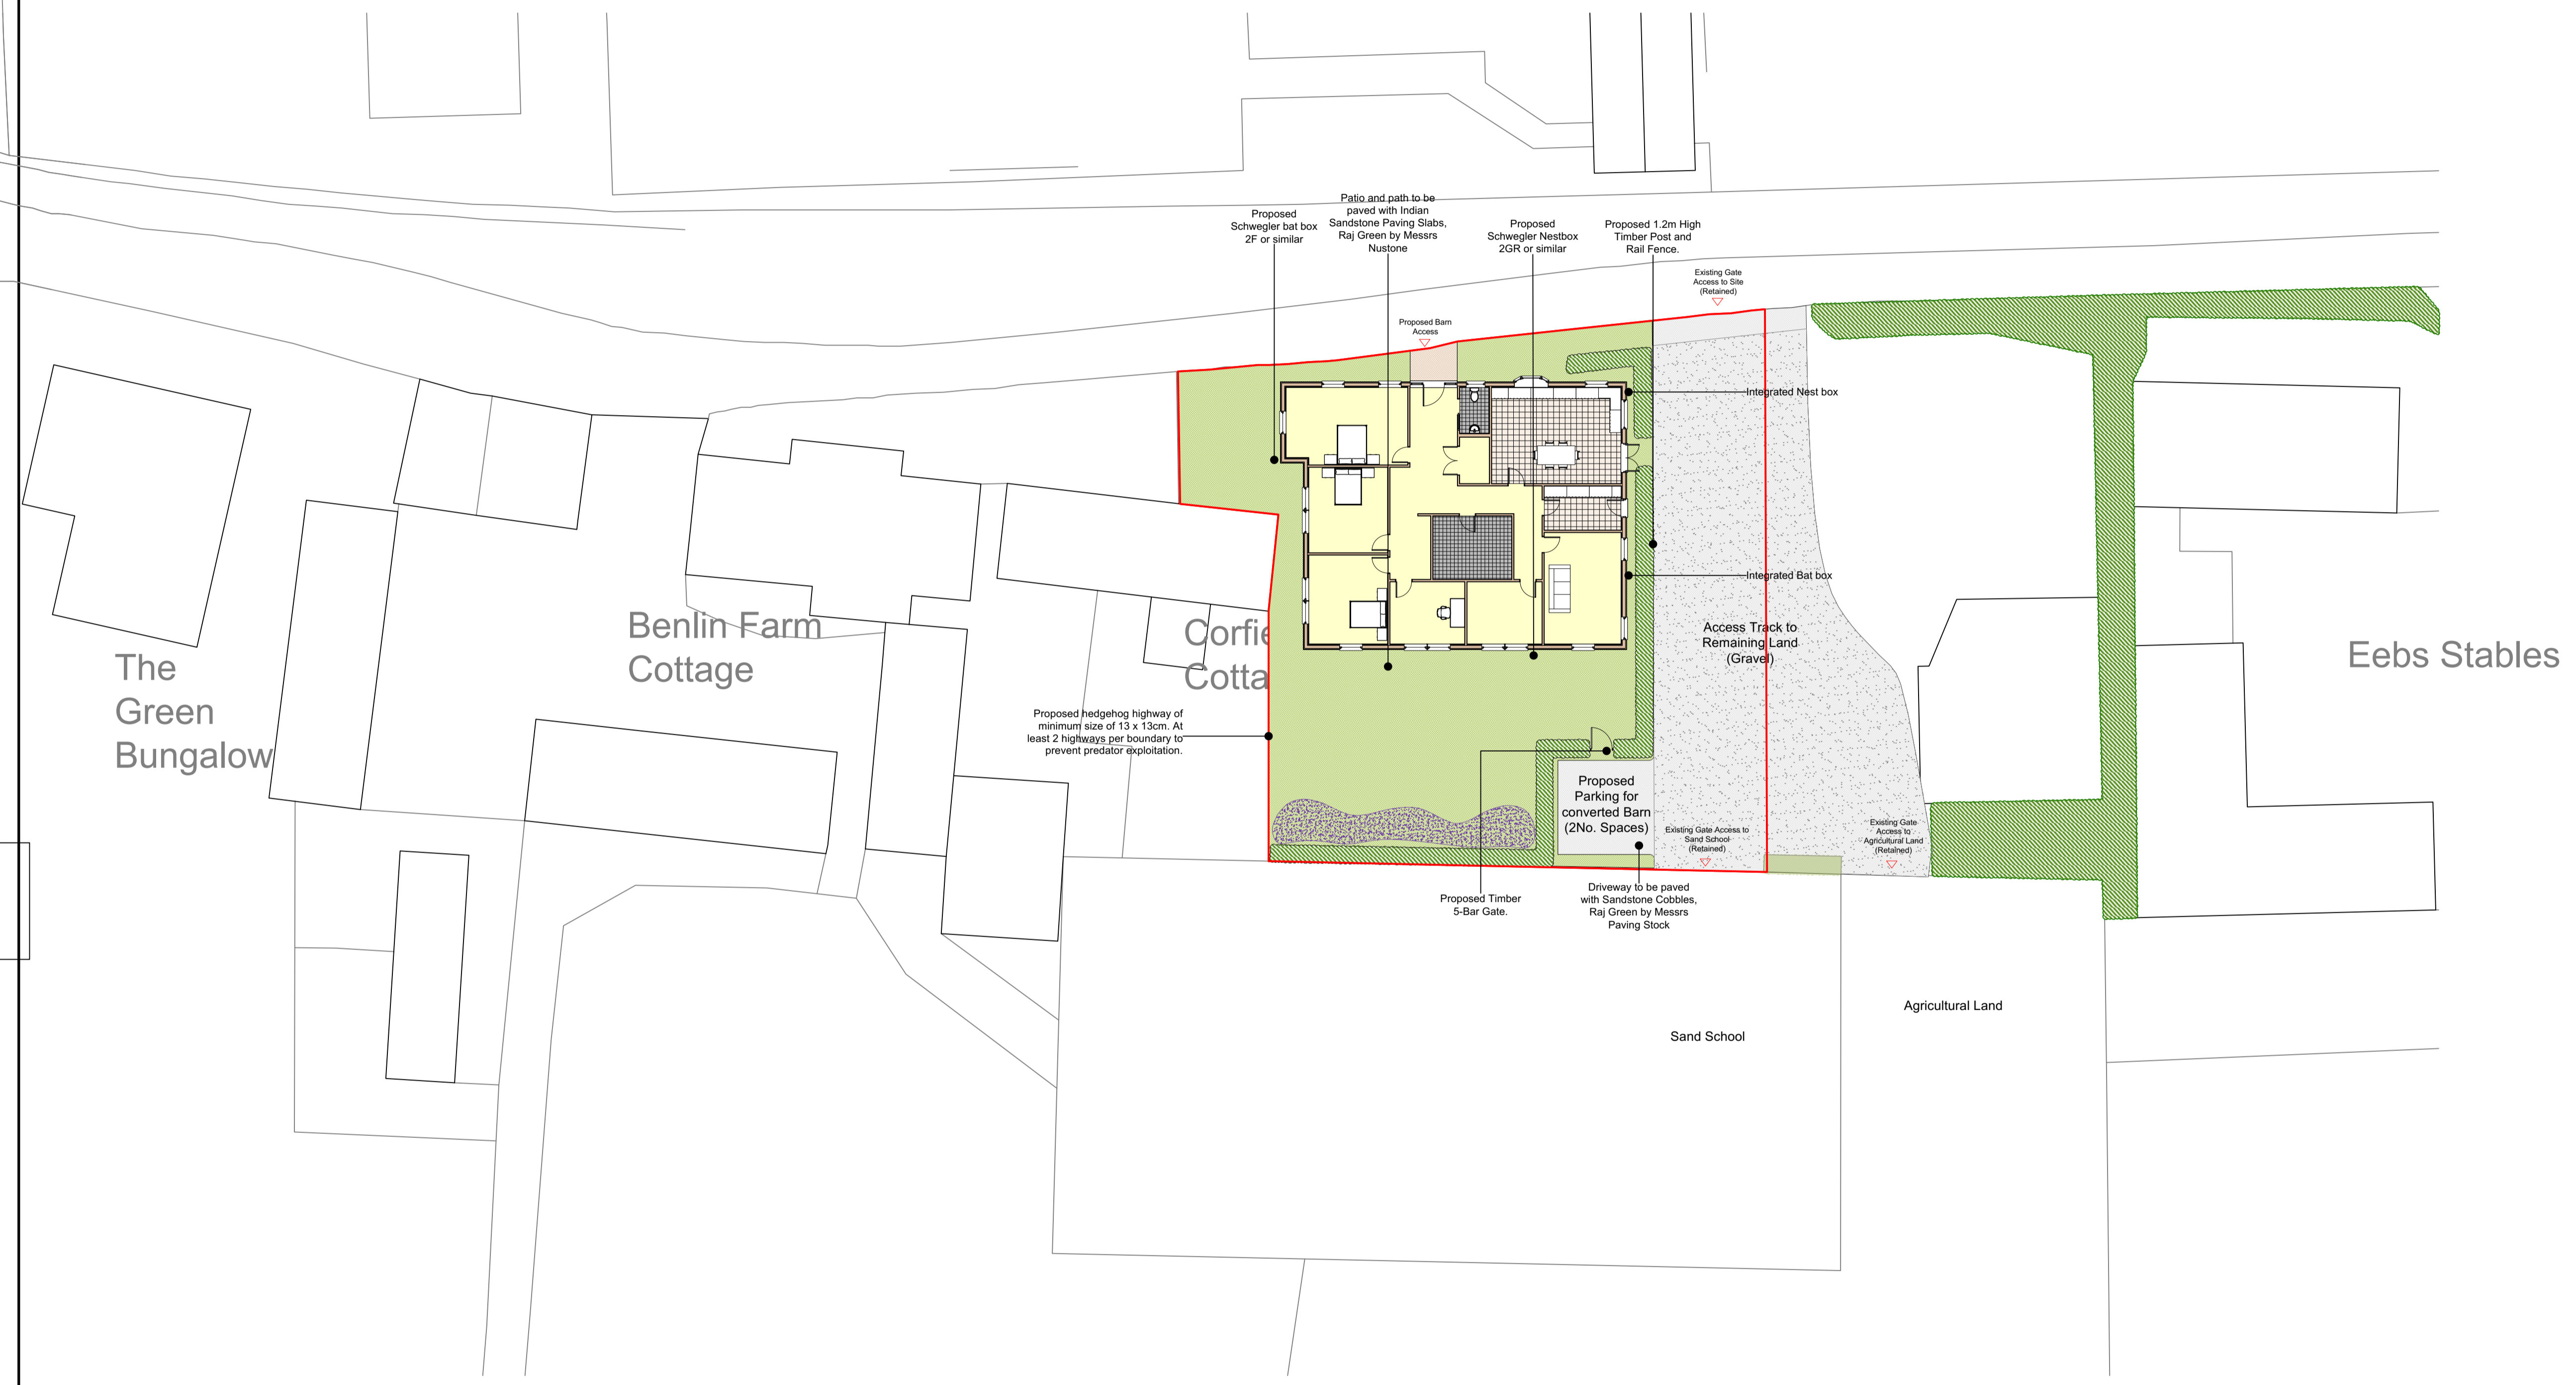 Proposed
Schwegler bat box
2F or similar
Patio and path to be
paved with Indian
Sandstone Paving Slabs,
Raj Green by Messrs
Nustone
Proposed
Schwegler Nestbox
2GR or similar
Proposed 1.2m High
Timber Post and
Rail Fence.
Existing Gate
Access to Site
(Retained)
Proposed Barn
Access
Integrated Nest box
Integrated Bat box
Access Track to
Remaining Land
(Gravel)
The
Green
Bungalow
Benlin Farm
Cottage
Corfie
Cotta
Eebs Stables
Proposed hedgehog highway of
minimum size of 13 x 13cm. At
least 2 highways per boundary to
prevent predator exploitation.
Proposed
Parking for
converted Barn
(2No. Spaces)
Existing Gate Access to
Sand School
(Retained)
Existing Gate
Access to
Agricultural Land
(Retained)
Proposed Timber
5-Bar Gate.
Driveway to be paved
with Sandstone Cobbles,
Raj Green by Messrs
Paving Stock
Agricultural Land
Sand School